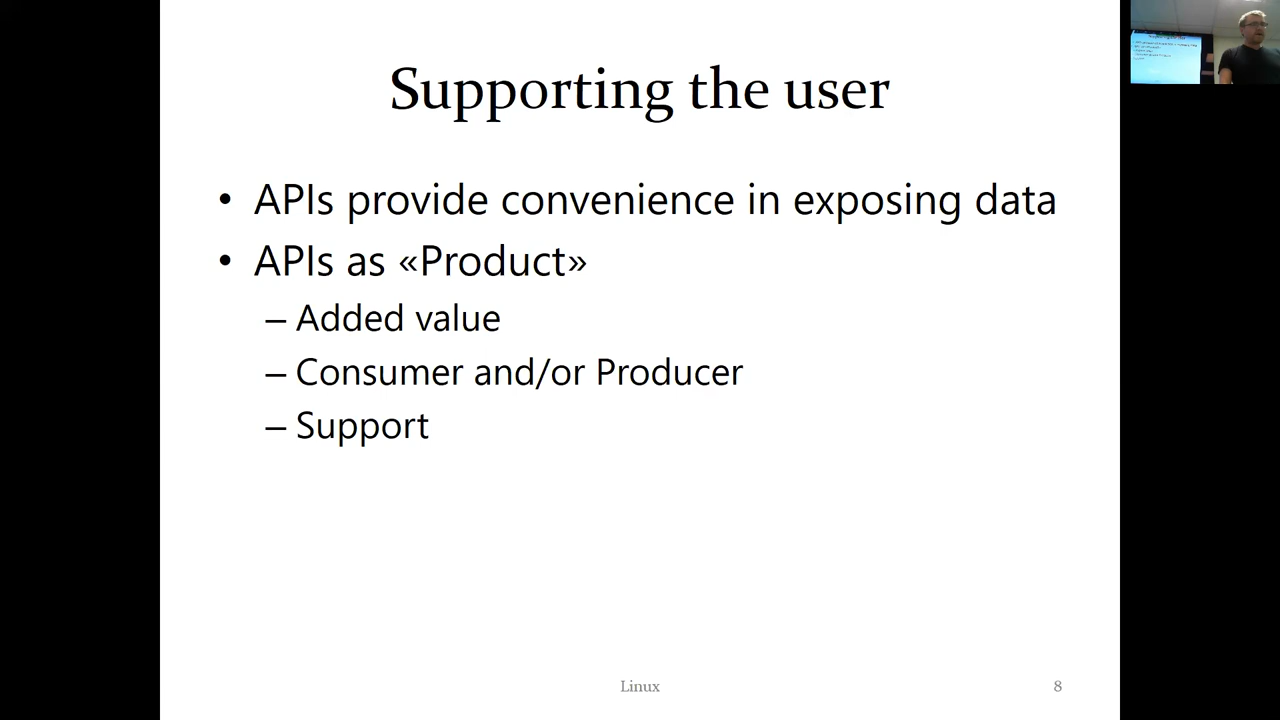 Supporting the user
• APIs provide convenience in exposing data
• APIs as «Product»
– Added value
– Consumer and/or Producer
– Support
Linux
8